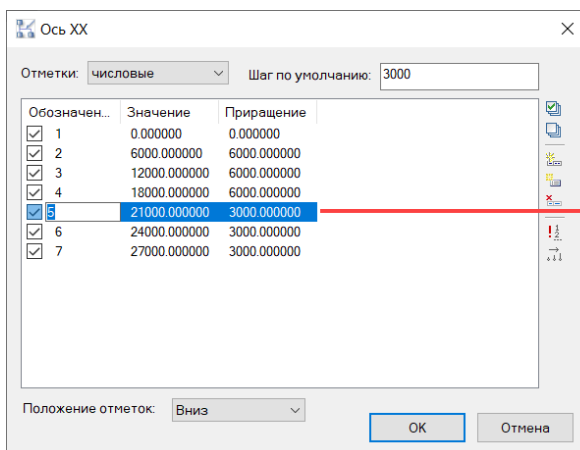 Ось XX
Отметки: числовые Шаг по умолчанию: 3000
Обозначен... Значение Приращение
1 0.000000 0.000000
2 6000.000000 6000.000000
3 12000.000000 6000.000000
4 18000.000000 6000.000000
5 21000.000000 3000.000000
6 24000.000000 3000.000000
7 27000.000000 3000.000000
Положение отметок: Вниз
OK Отмена